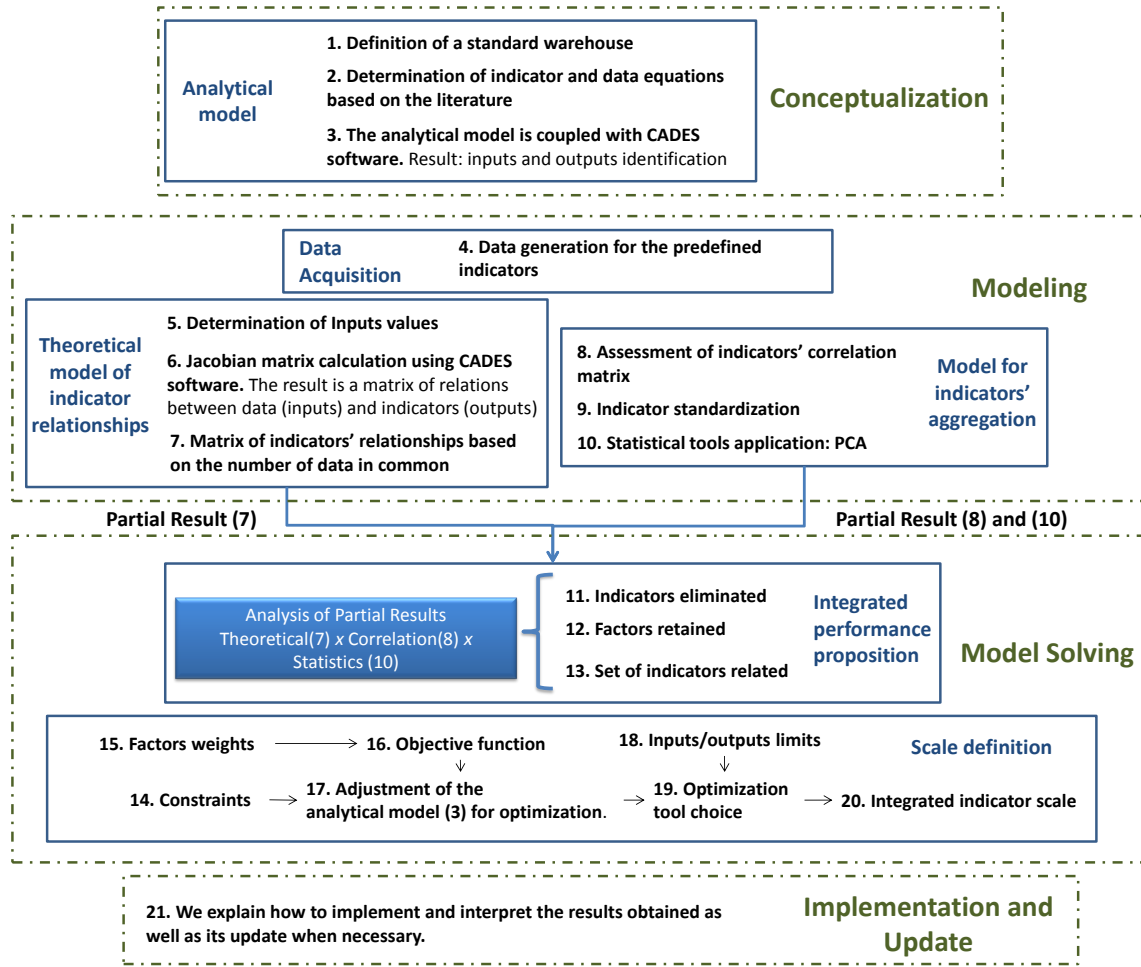 Analytical
model
1. Definition of a standard warehouse
2. Determination of indicator and data equations
based on the literature
3. The analytical model is coupled with CADES
software. Result: inputs and outputs identification
Conceptualization
Data
Acquisition
4. Data generation for the predefined
indicators
Modeling
Theoretical
model of
indicator
relationships
5. Determination of Inputs values
6. Jacobian matrix calculation using CADES
software. The result is a matrix of relations
between data (inputs) and indicators (outputs)
7. Matrix of indicators' relationships based
on the number of data in common
8. Assessment of indicators' correlation
matrix
9. Indicator standardization
10. Statistical tools application: PCA
Model for
indicators'
aggregation
Partial Result (7)
Partial Result (8) and (10)
Analysis of Partial Results
Theoretical(7) x Correlation(8) x
Statistics (10)
11. Indicators eliminated
12. Factors retained
13. Set of indicators related
Integrated
performance
proposition
Model Solving
15. Factors weights
16. Objective function
18. Inputs/outputs limits
Scale definition
14. Constraints
17. Adjustment of the
analytical model (3) for optimization.
19. Optimization
tool choice
20. Integrated indicator scale
21. We explain how to implement and interpret the results obtained as
well as its update when necessary.
Implementation and
Update